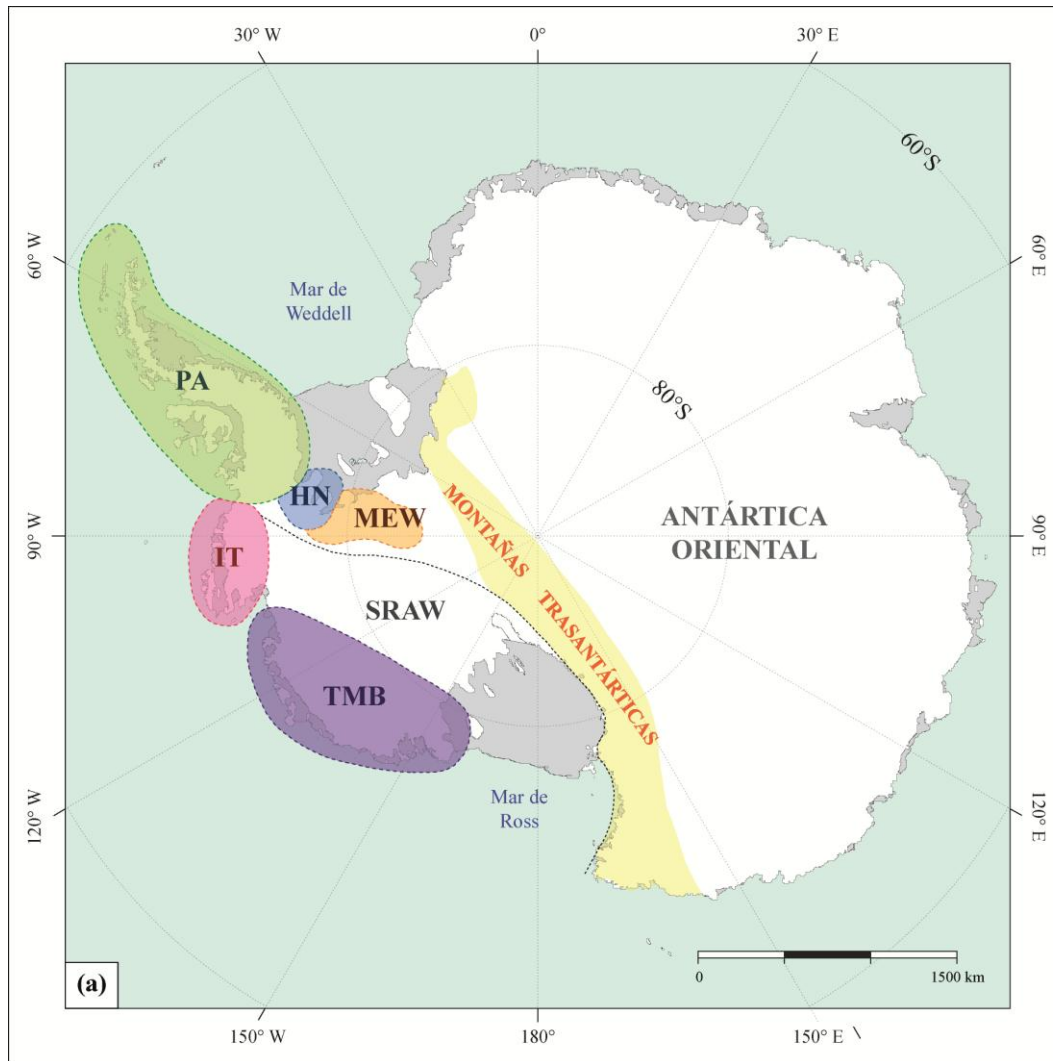 30° W
0°
30° E
60°S
60° W
60° E
Mar de
Weddell
PA
80°S
HN
MEW
MONTAÑAS
ANTÁRTICA
ORIENTAL
90° W
90° E
IT
SRAW
TRASANTÁRTICAS
TMB
Mar de
Ross
120° W
120° E
(a)
0
1500 km
150° W
180°
150° E